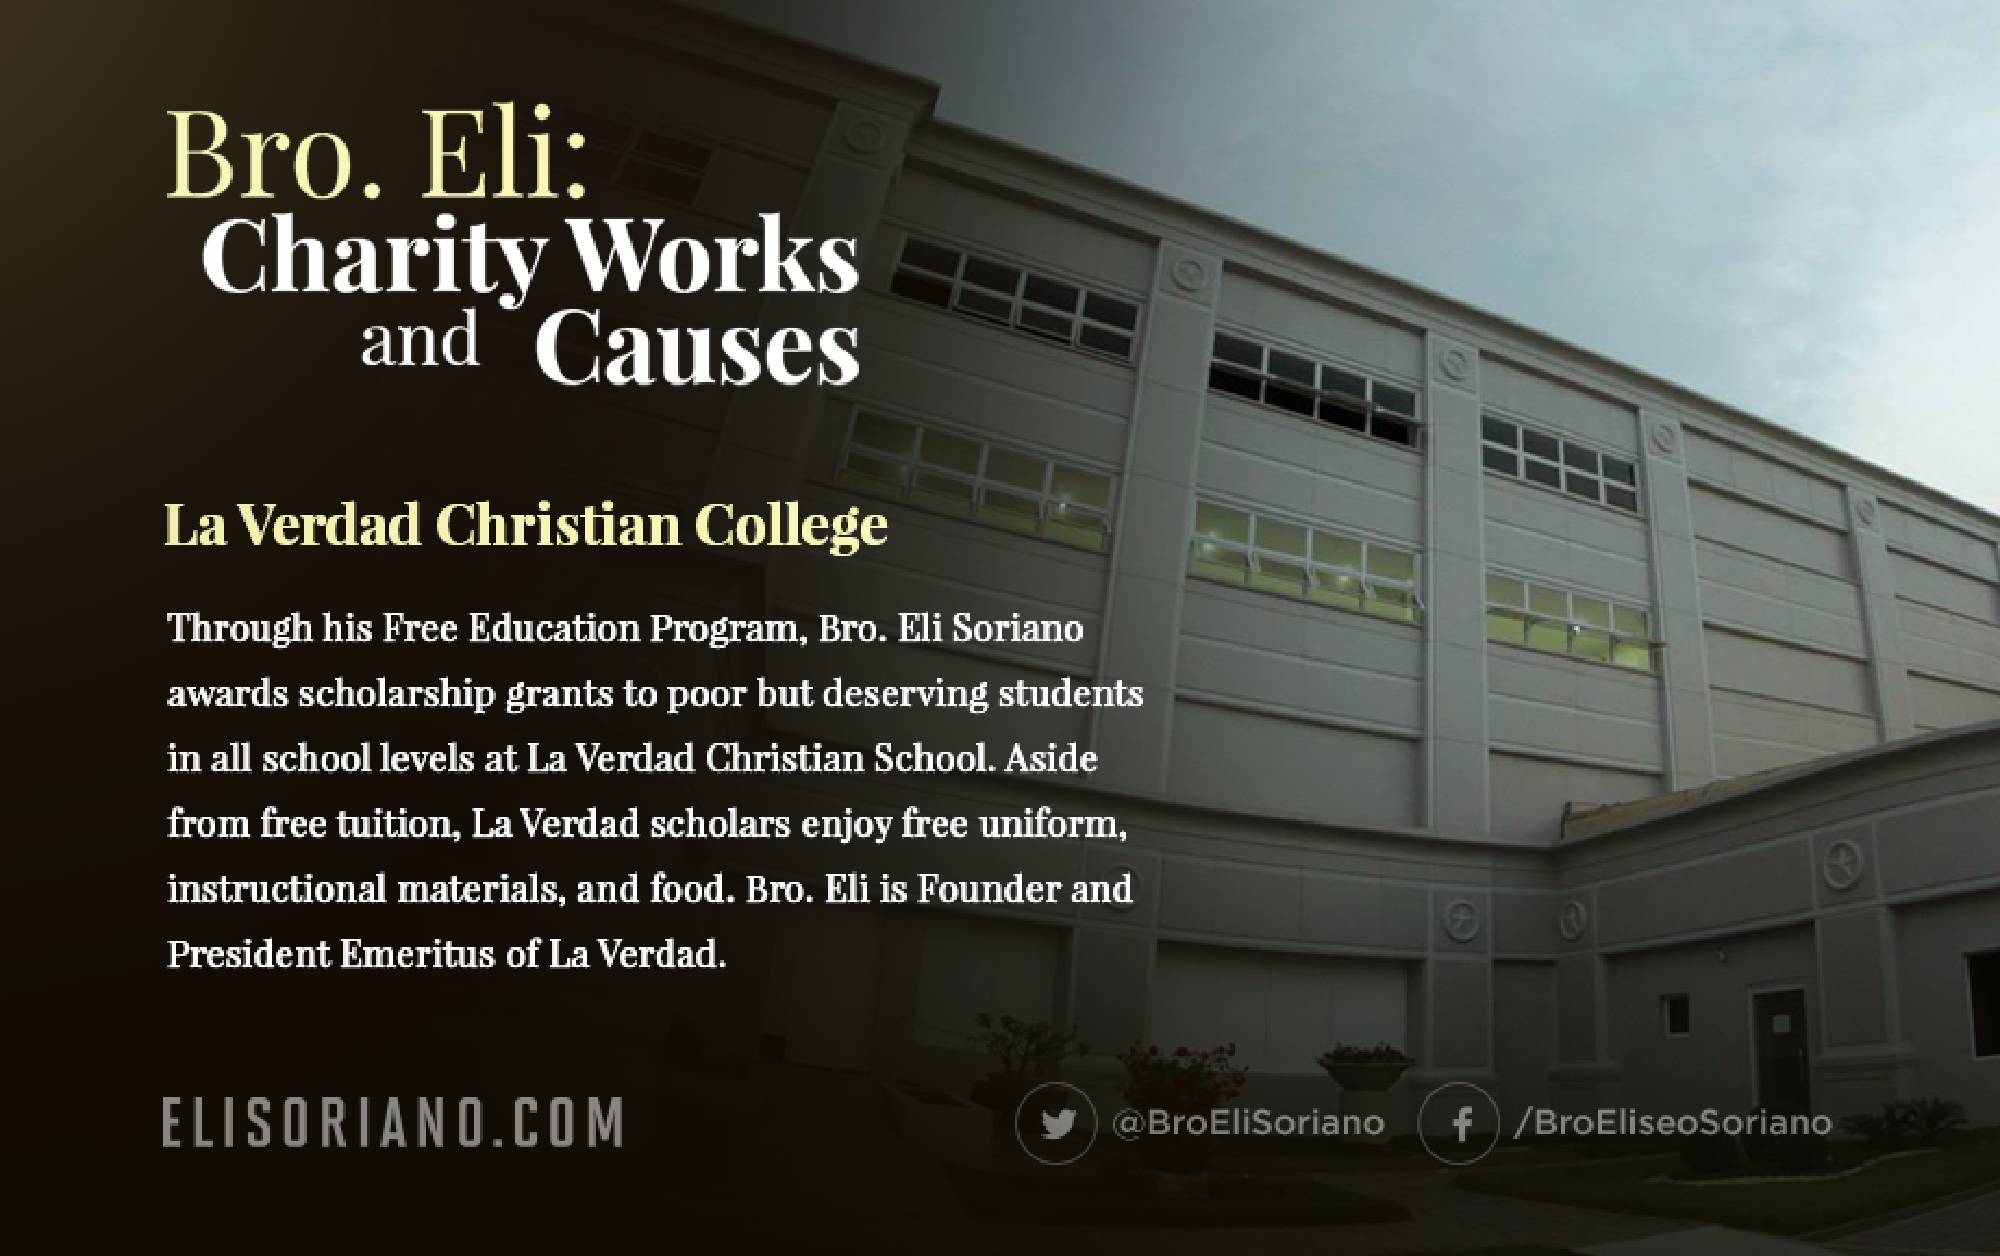 Bro. Eli:
Charity Works
and Causes
La Verdad Christian College
Through his Free Education Program, Bro. Eli Soriano
awards scholarship grants to poor but deserving students
in all school levels at La Verdad Christian School. Aside
from free tuition, La Verdad scholars enjoy free uniform,
instructional materials, and food. Bro. Eli is Founder and
President Emeritus of La Verdad.
ELISORIANO.COM
@BroEliSoriano
/BroEliseoSoriano